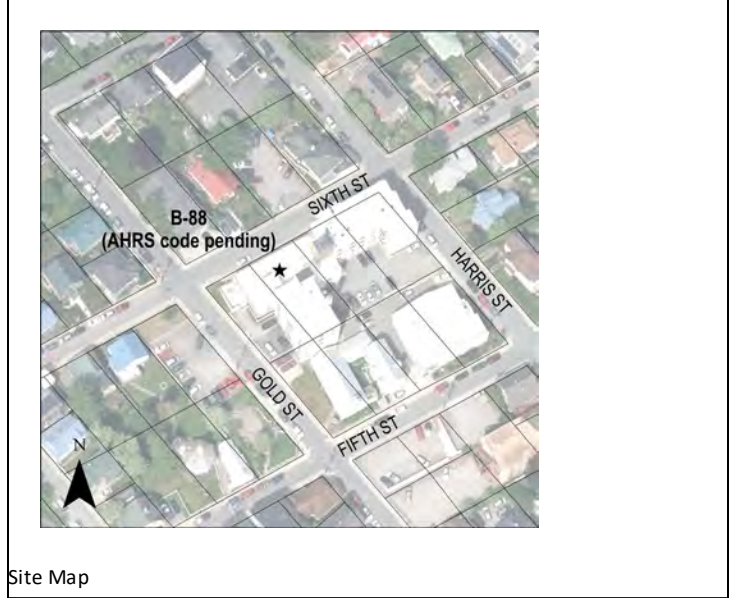 SIXTH ST
B-88
(AHRS code pending)
HARRIS ST
GOLD ST
FIFTH ST
N
Site Map